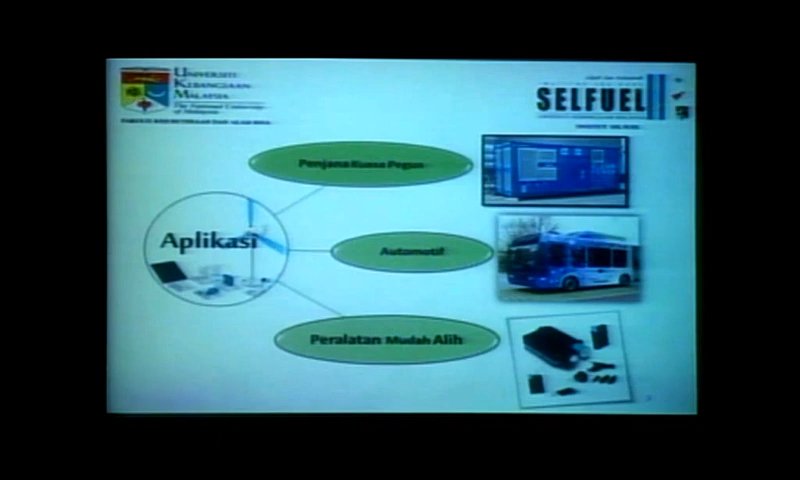 UNIVERSITI
KEBANGSAAN
MALAYSIA
The National University
of Malaysia
SELFUEL
Penjana Kuasa Pegun
Aplikasi
Automotif
Peralatan Mudah Alih